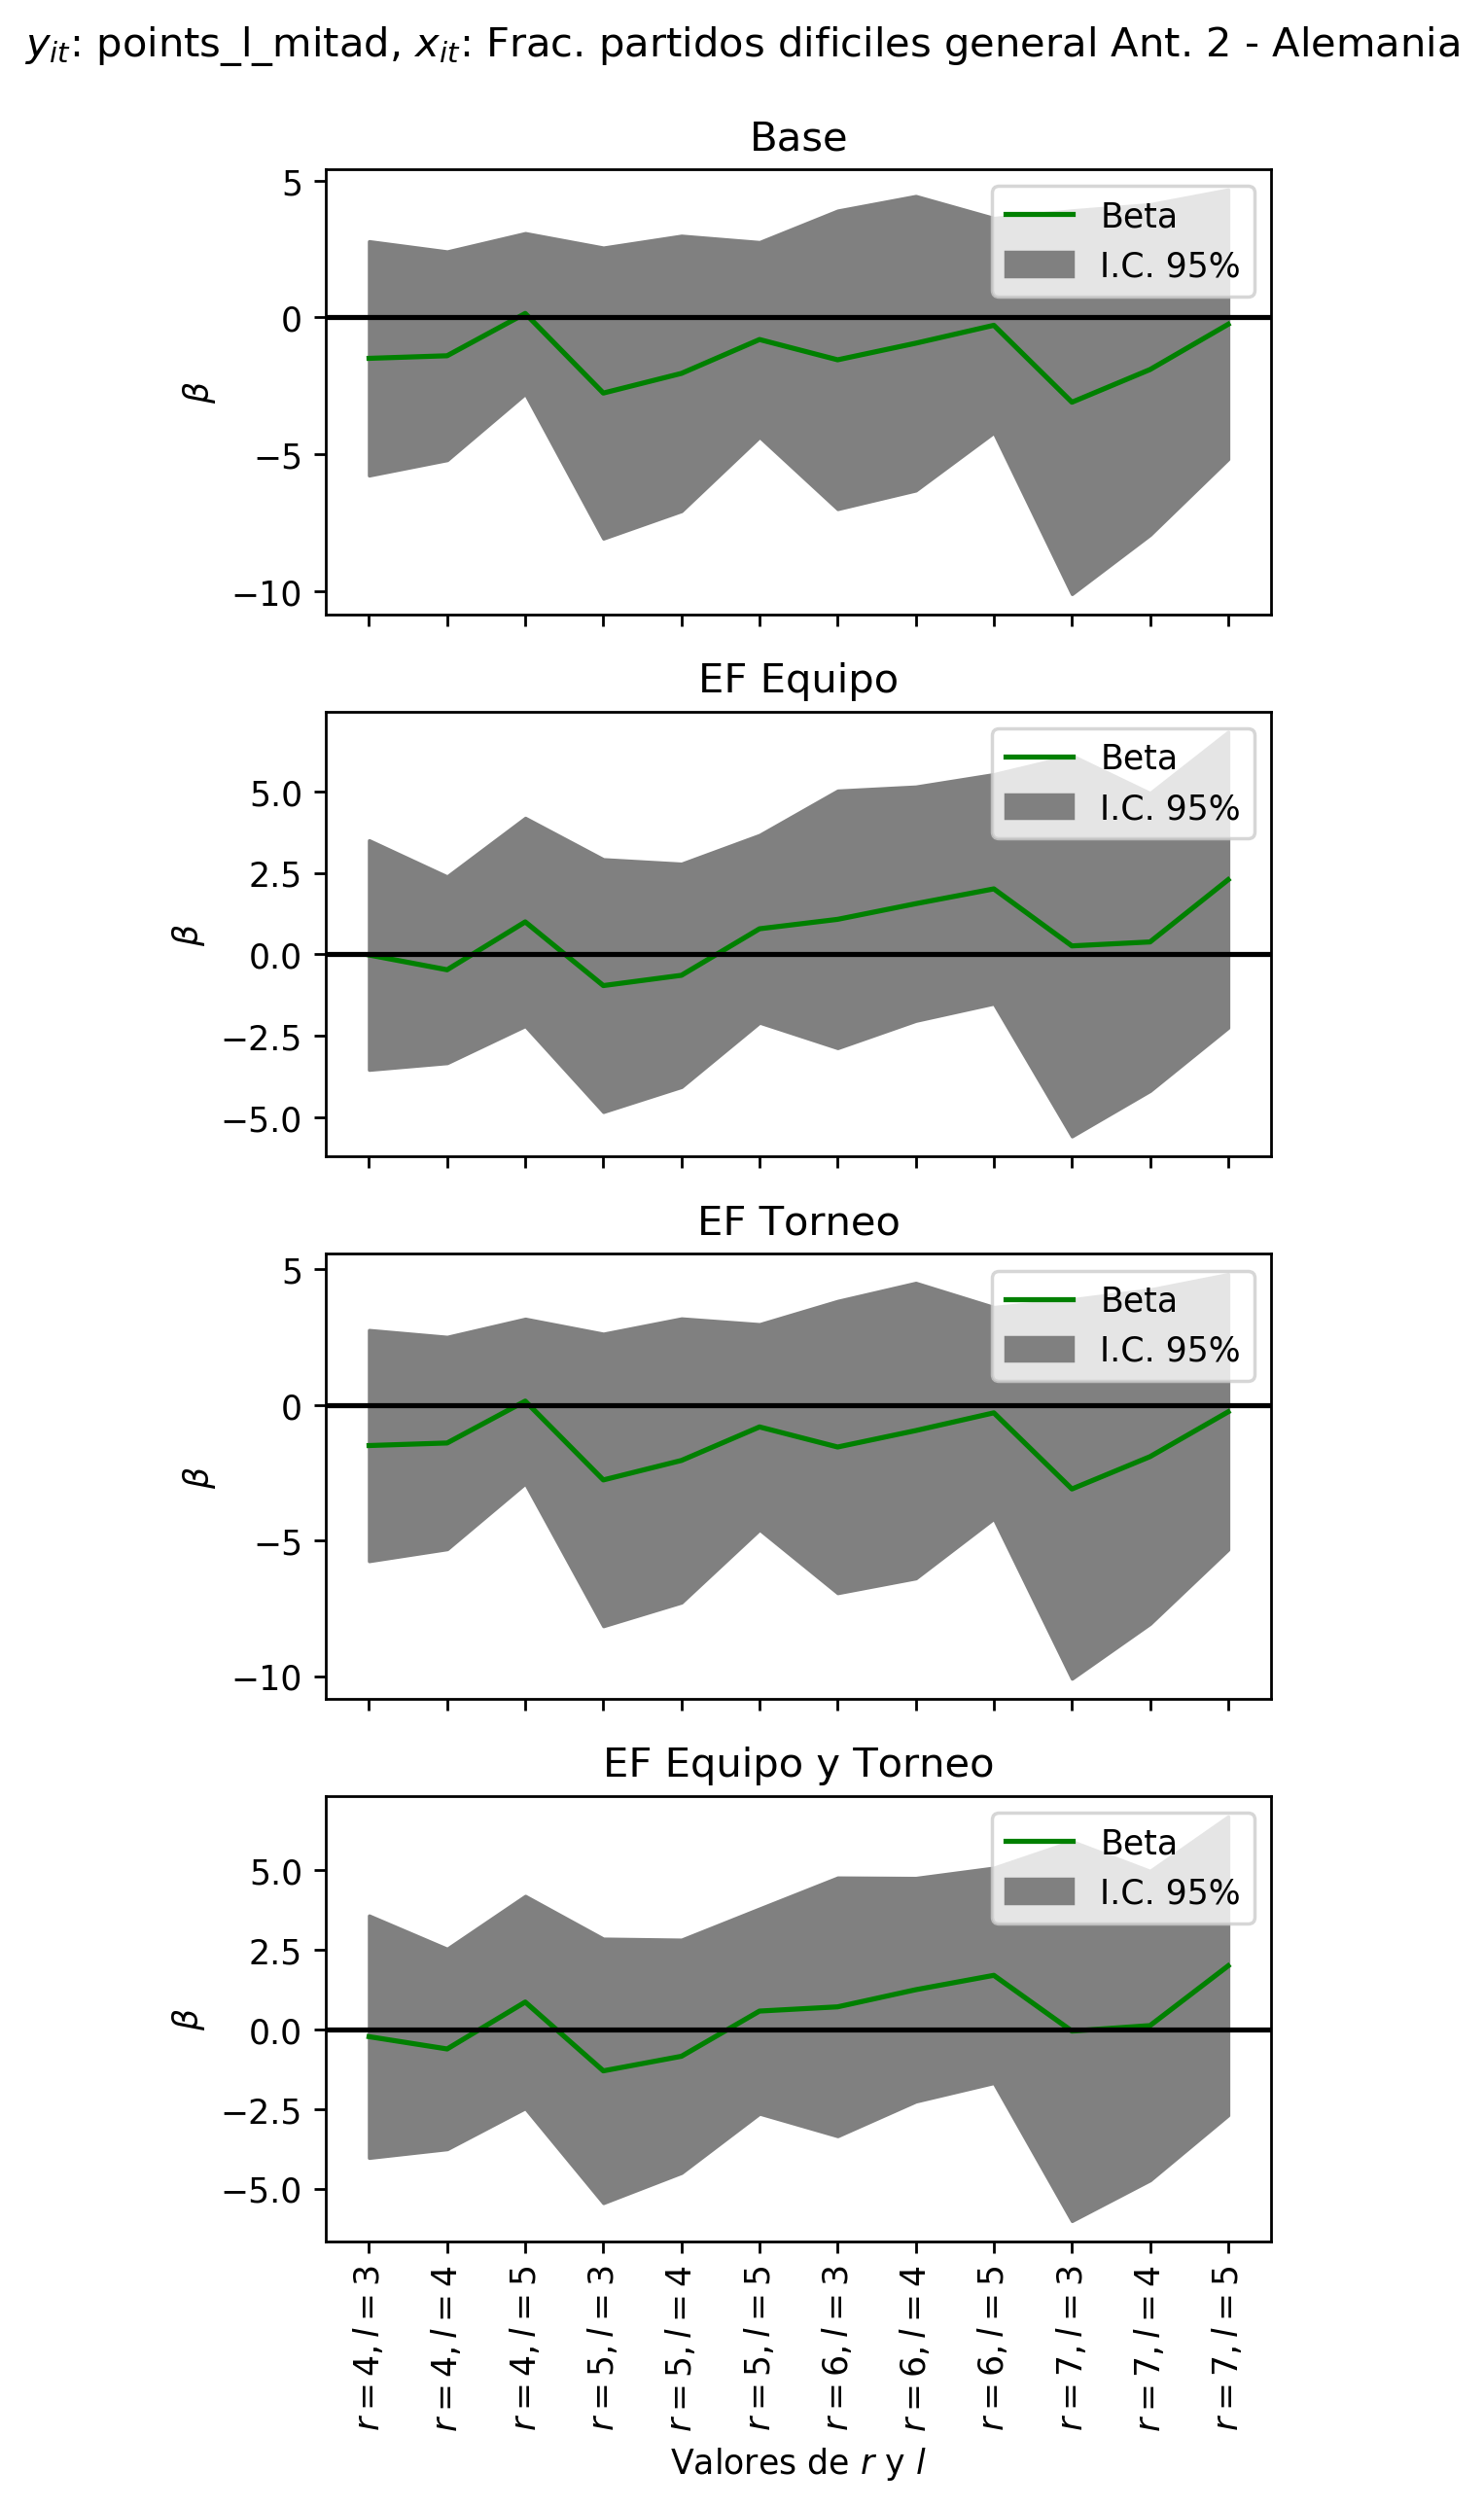 y_it: points_l_mitad, x_it: Frac. partidos dificiles general Ant. 2 - Alemania
Base
5
0
−5
−10
β
Beta
I.C. 95%
EF Equipo
5.0
2.5
0.0
−2.5
−5.0
β
Beta
I.C. 95%
EF Torneo
5
0
−5
−10
β
Beta
I.C. 95%
EF Equipo y Torneo
5.0
2.5
0.0
−2.5
−5.0
β
Beta
I.C. 95%
r = 4, l = 3
r = 4, l = 4
r = 4, l = 5
r = 5, l = 3
r = 5, l = 4
r = 5, l = 5
r = 6, l = 3
r = 6, l = 4
r = 6, l = 5
r = 7, l = 3
r = 7, l = 4
r = 7, l = 5
Valores de r y l